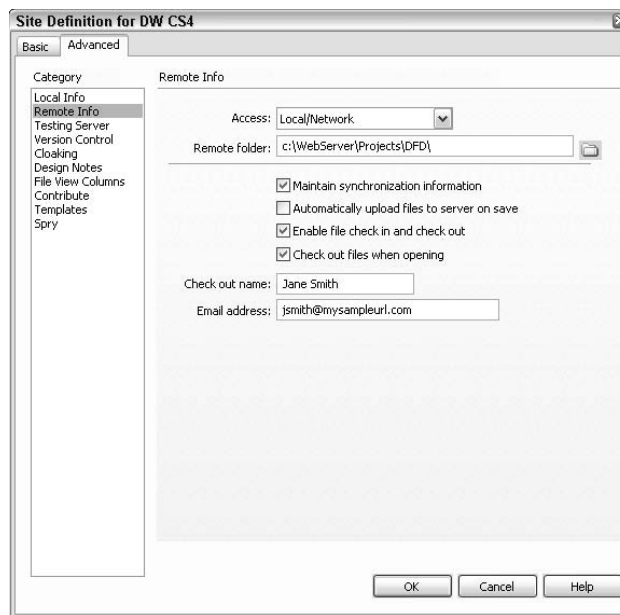 Site Definition for DW CS4
Basic
Advanced
Category
Local Info
Remote Info
Testing Server
Version Control
Cloaking
Design Notes
File View Columns
Contribute
Templates
Spry
Remote Info
Access: Local/Network
Remote folder: c:\WebServer\Projects\DFD\
Maintain synchronization information
Automatically upload files to server on save
Enable file check in and check out
Check out files when opening
Check out name: Jane Smith
Email address: jsmith@mysampleurl.com
OK
Cancel
Help